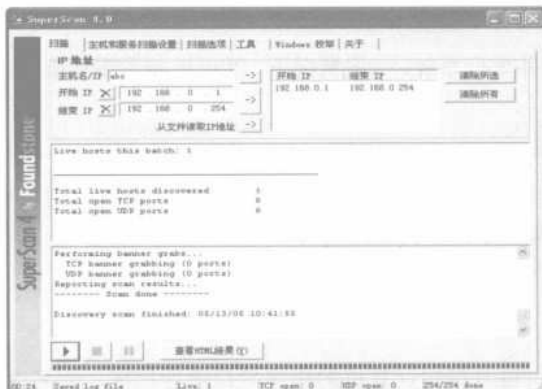 SuperScan 4.0
扫描 主机和服务扫描设置 扫描选项 工具 Windows 枚举 关于
IP 地址
主机名/IP abc -> 开始 IP 结束 IP 清除所选
开始 IP 192 168 0 1 -> 192.168.0.1 192.168.0.254 清除所有
结束 IP 192 168 0 254
从文件读取IP地址 ->
Live hosts this batch: 1
Total live hosts discovered 1
Total open TCP ports 0
Total open UDP ports 0
Performing banner grabs...
TCP banner grabbing (0 ports)
UDP banner grabbing (0 ports)
Reporting scan results...
-------- Scan done --------
Discovery scan finished:
查看HTML结果(V)
00:24 Saved log file Live: 1 TCP open: 0 UDP open: 0 254/254 done
SuperScan 4 by Foundstone